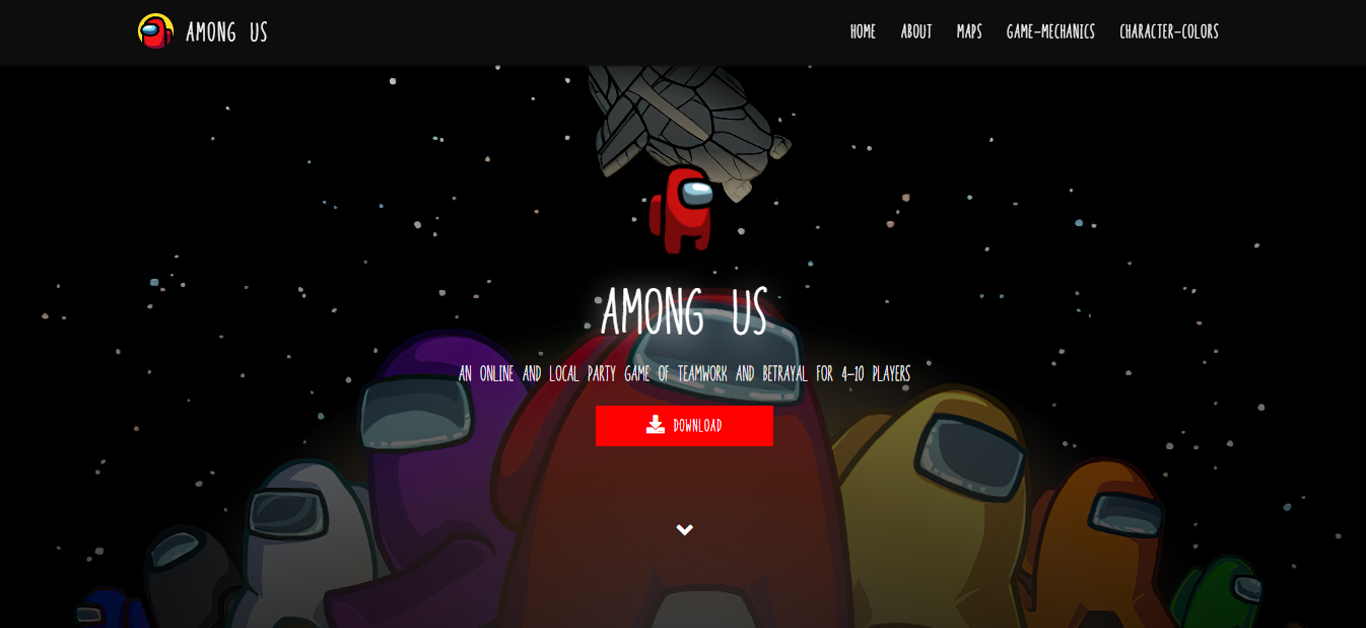 AMONG US
HOME ABOUT MAPS GAME-MECHANICS CHARACTER-COLORS
AMONG US
AN ONLINE AND LOCAL PARTY GAME OF TEAMWORK AND BETRAYAL FOR 4-10 PLAYERS
DOWNLOAD